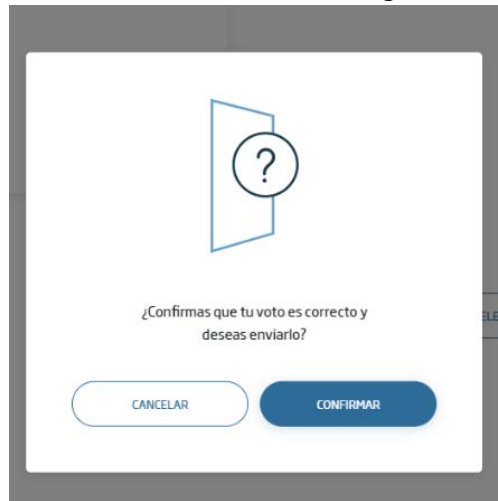 ?
¿Confirmas que tu voto es correcto y
deseas enviarlo?
CANCELAR
CONFIRMAR